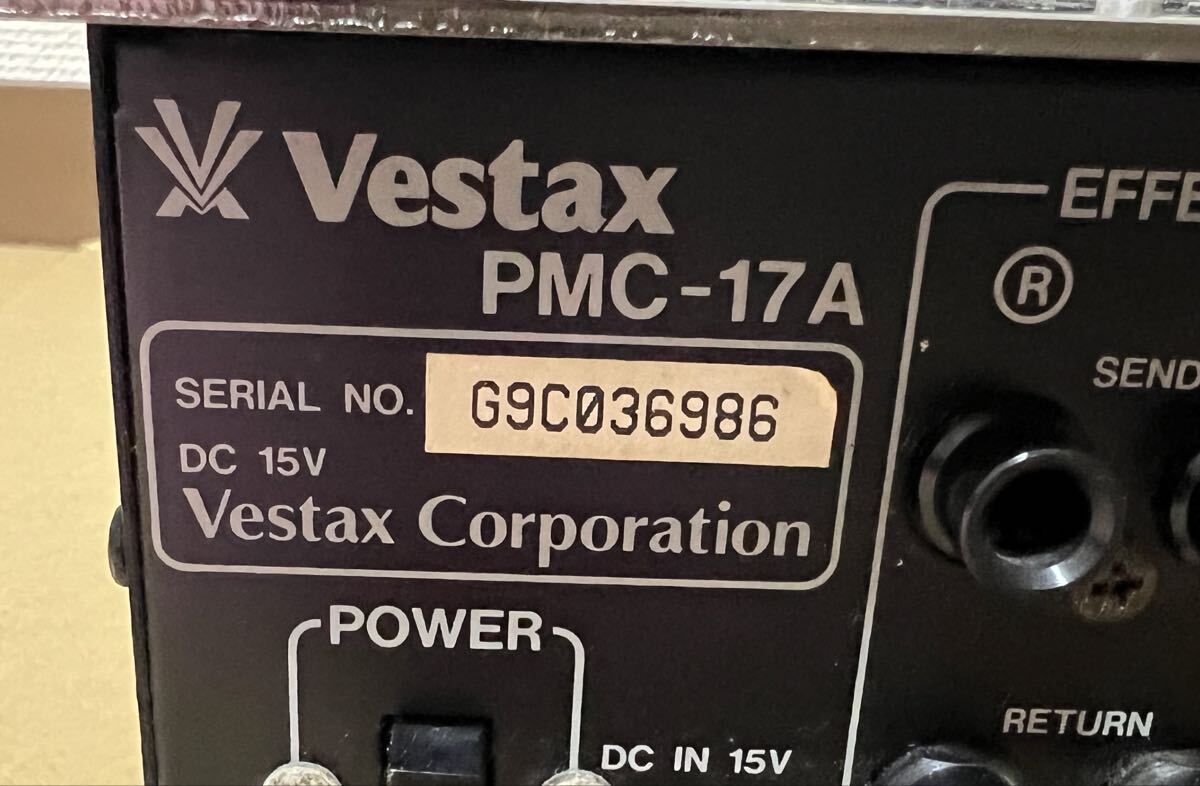 Vestax
PMC-17A
SERIAL NO. G9C036986
DC 15V
Vestax Corporation
POWER
DC IN 15V
EFFE
R
SEND
RETURN